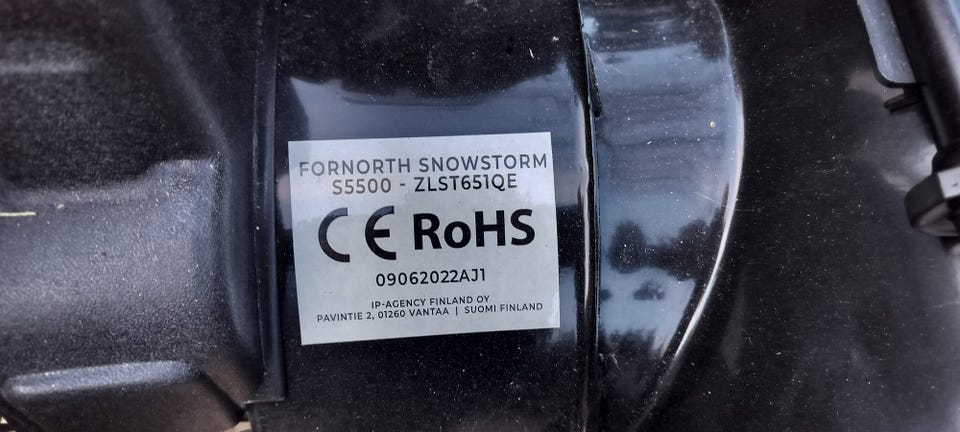 FORNORTH SNOWSTORM
S5500 - ZLST651QE
CE RoHS
09062022AJ1
IP-AGENCY FINLAND OY
PAVINTIE 2, 01260 VANTAA | SUOMI FINLAND